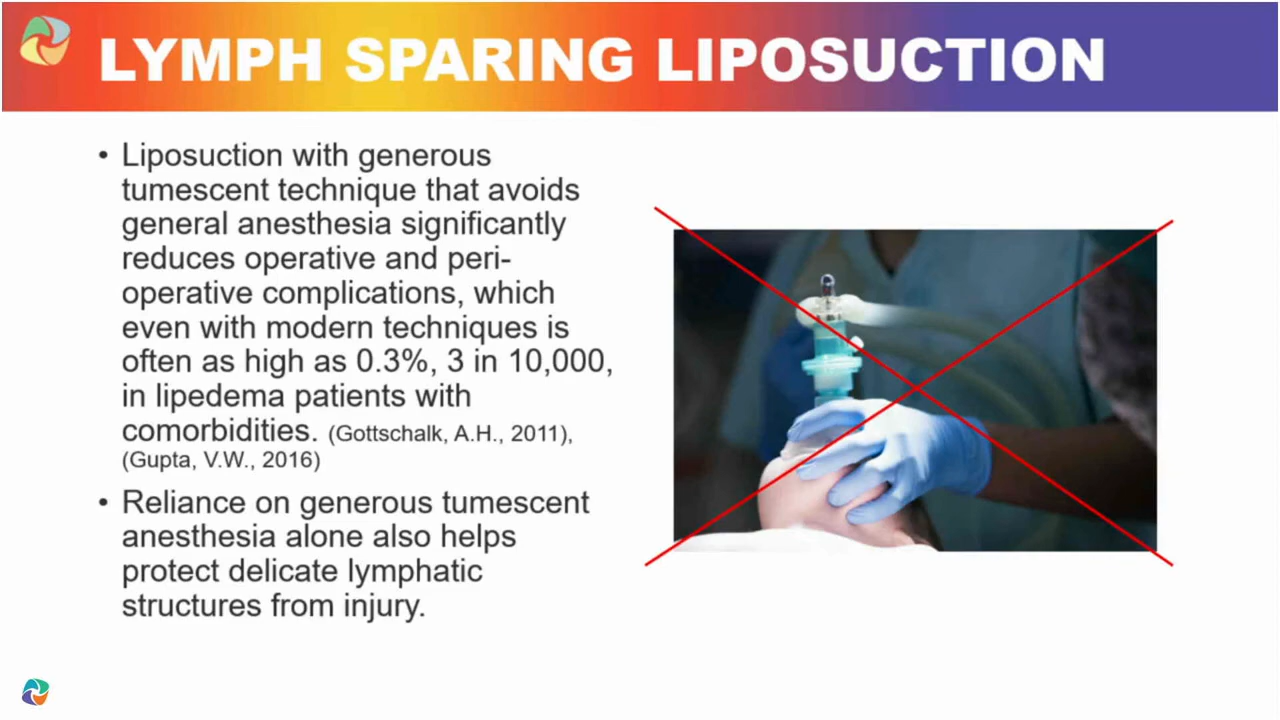 LYMPH SPARING LIPOSUCTION
• Liposuction with generous
tumescent technique that avoids
general anesthesia significantly
reduces operative and peri-
operative complications, which
even with modern techniques is
often as high as 0.3%, 3 in 10,000,
in lipedema patients with
comorbidities. (Gottschalk, A.H., 2011),
(Gupta, V.W., 2016)
• Reliance on generous tumescent
anesthesia alone also helps
protect delicate lymphatic
structures from injury.